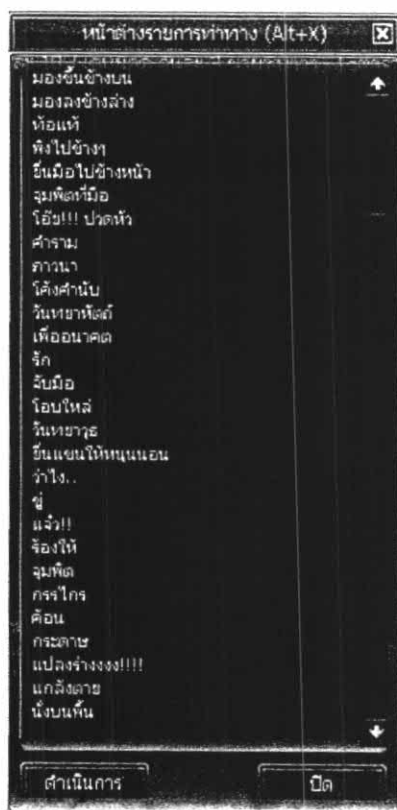 หน้าต่างรายการท่าทาง (Alt+X)
มองขึ้นข้างบน
มองลงข้างล่าง
ท้อแท้
พิงไปข้างๆ
ยื่นมือไปข้างหน้า
จุมพิตที่มือ
โอ๊ย!!! ปวดหัว
คำราม
ภาวนา
โค้งคำนับ
วันทยาหัตถ์
เพื่ออนาคต
รัก
จับมือ
โอบไหล่
วันทยาวุธ
ยื่นแขนให้หนุนนอน
ว่าไง..
ขู่
แจ๋ว!!
ร้องให้
จุมพิต
กรรไกร
ค้อน
กระดาษ
แปลงร่างงงง!!!!
แกล้งตาย
นั่งบนพื้น
ดำเนินการ
ปิด